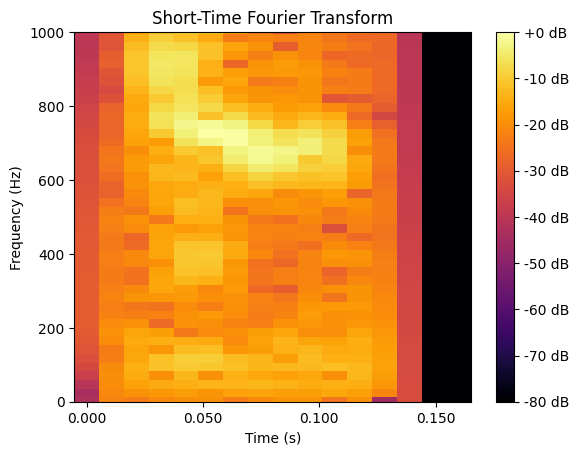 Short-Time Fourier Transform
1000
800
600
400
200
0
Frequency (Hz)
0.000
0.050
0.100
0.150
Time (s)
+0 dB
-10 dB
-20 dB
-30 dB
-40 dB
-50 dB
-60 dB
-70 dB
-80 dB